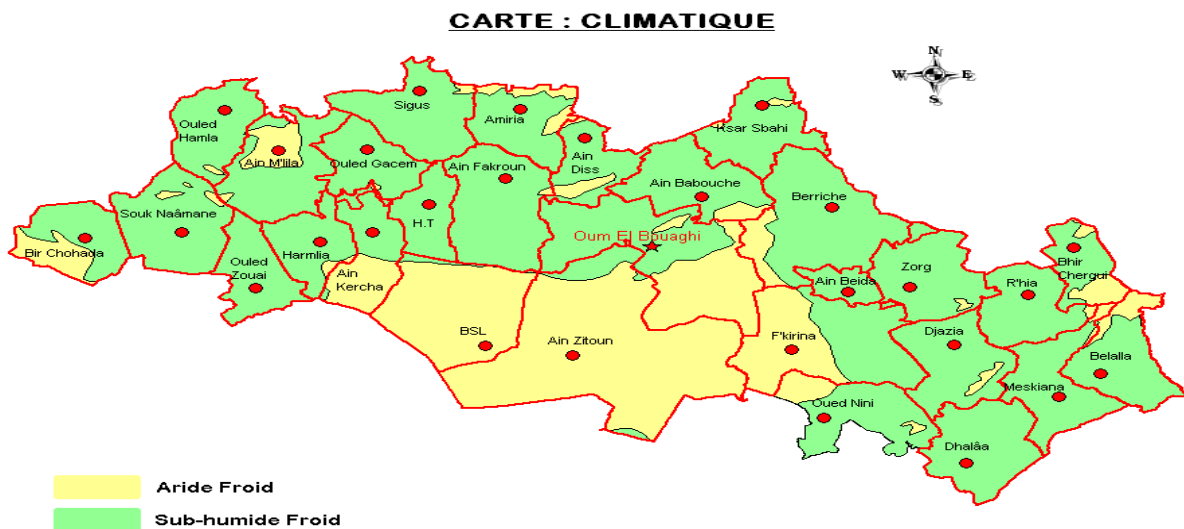 CARTE : CLIMATIQUE
N
W E
S
Sigus
Ouled
Hamla
Amiria
Ksar Sbahi
Ain M'lila
Ouled Gacem
Ain Fakroun
Ain
Diss
Ain Babouche
Berriche
Souk Naâmane
H.T
Oum El Bouaghi
Bir Chohada
Ouled
Zouai
Harmlia
Ain
Kercha
Ain Beida
Zorg
R'hia
Bhir
Chergui
BSL
Ain Zitoun
F'kirina
Djazia
Belalla
Meskiana
Oued Nini
Dhalâa
Aride Froid
Sub-humide Froid